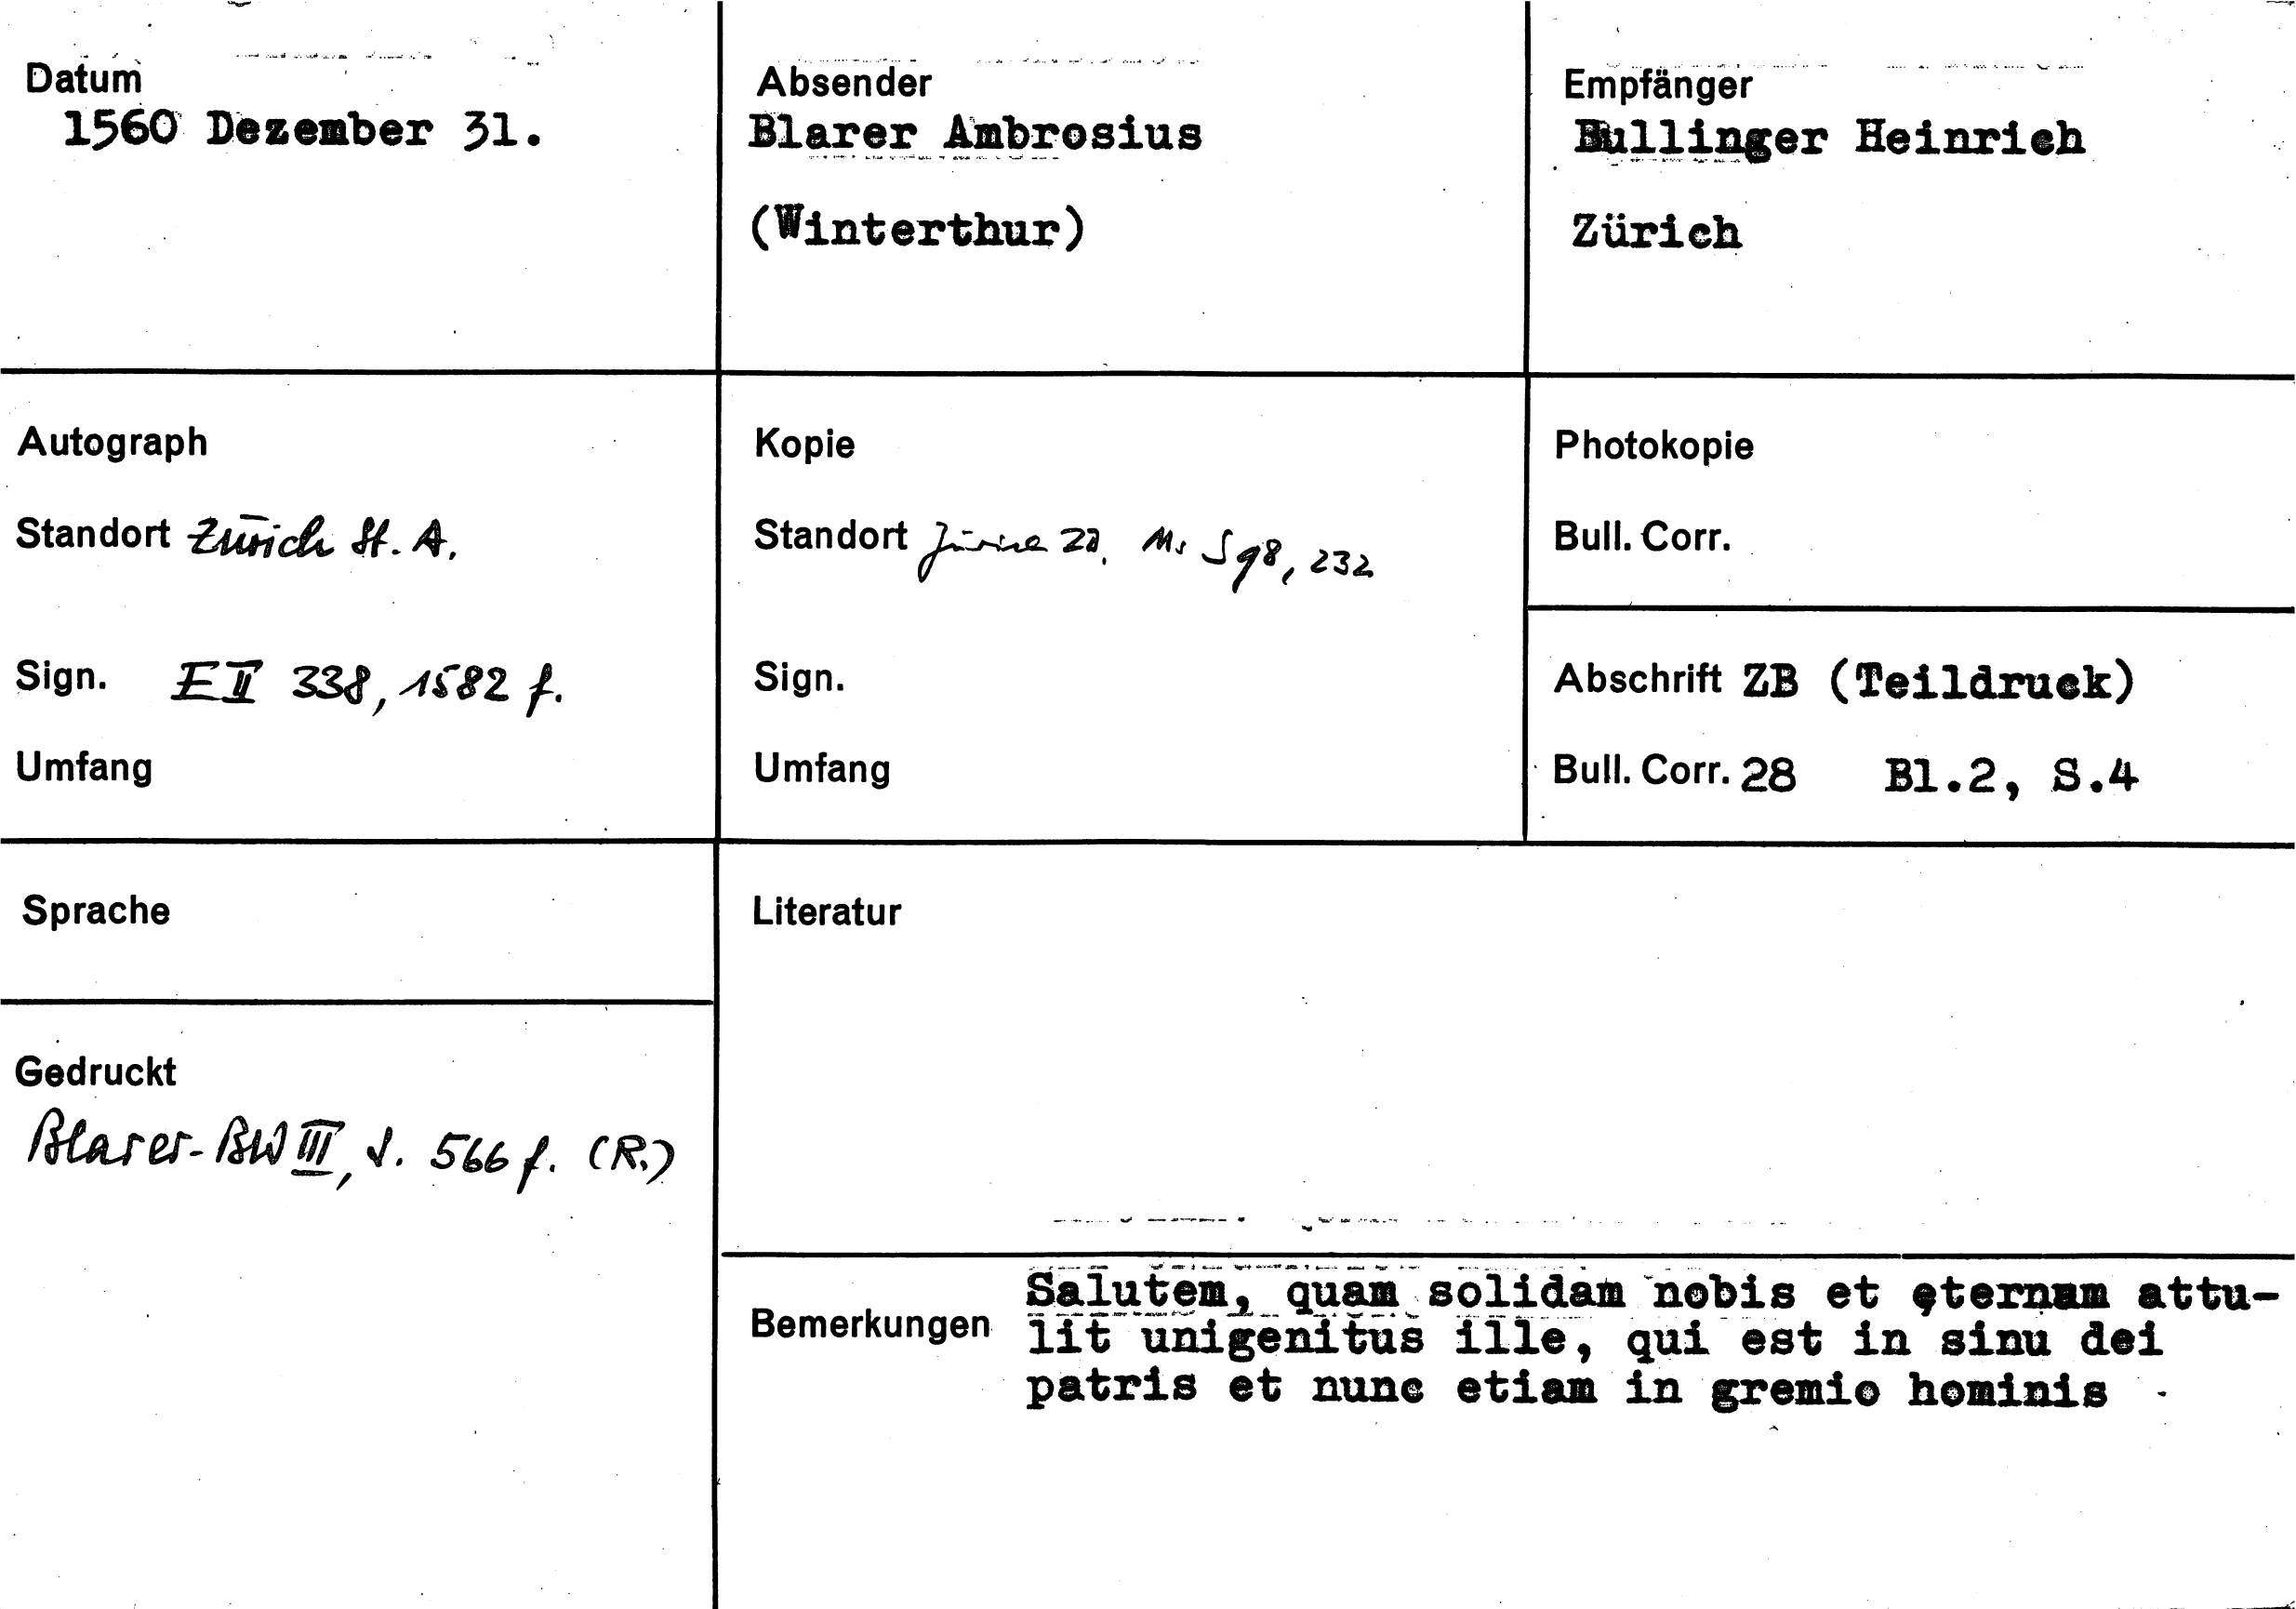 Datum
1560 Dezember 31.
Absender
Blarer Ambrosius
(Winterthur)
Empfänger
Bullinger Heinrich
Zürich
Autograph
Standort Zürich St. A.
Sign. E II 338, 1582 f.
Umfang
Kopie
Standort Zürich ZB. Ms S 98, 232
Sign.
Umfang
Photokopie
Bull. Corr.
Abschrift ZB (Teildruck)
Bull. Corr. 28 Bl.2, S.4
Sprache
Gedruckt
Blarer-BW III, S. 566 f. (R.)
Literatur
Bemerkungen
Salutem, quam solidam nobis et ęternam attu-
lit unigenitus ille, qui est in sinu dei
patris et nunc etiam in gremio hominis